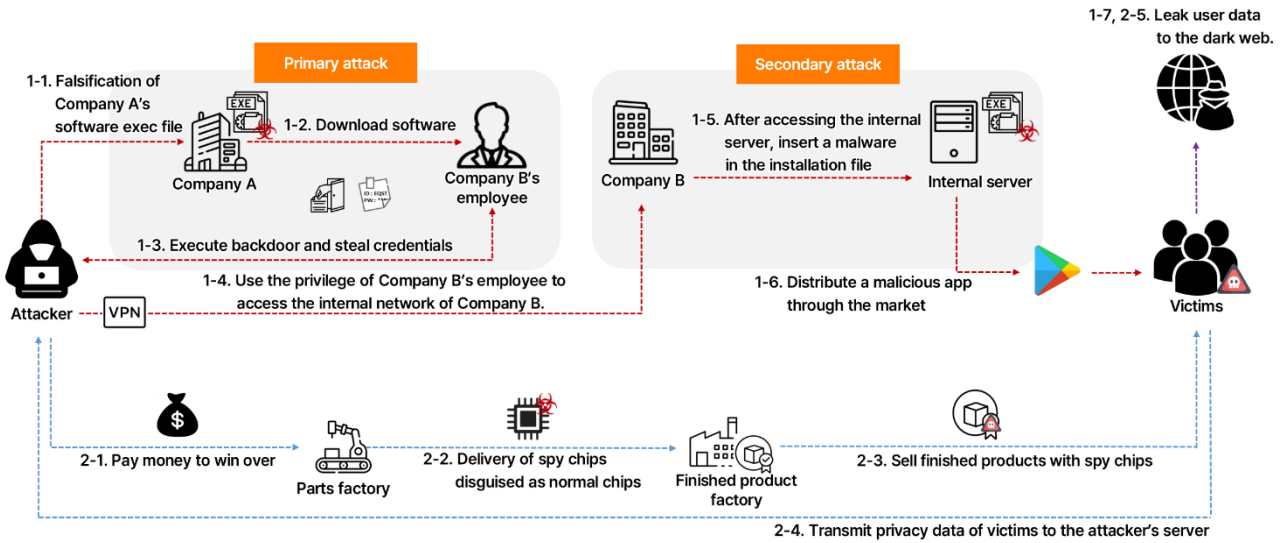 1-7, 2-5. Leak user data
to the dark web.
Primary attack
Secondary attack
1-1. Falsification of
Company A's
software exec file
EXE
1-2. Download software
Company A
ID : EQST
PW : ***
Company B's
employee
1-3. Execute backdoor and steal credentials
Company B
1-5. After accessing the internal
server, insert a malware
in the installation file
EXE
Internal server
Attacker
VPN
1-4. Use the privilege of Company B's employee to
access the internal network of Company B.
1-6. Distribute a malicious app
through the market
Victims
$
2-1. Pay money to win over
Parts factory
2-2. Delivery of spy chips
disguised as normal chips
Finished product
factory
2-3. Sell finished products with spy chips
2-4. Transmit privacy data of victims to the attacker's server